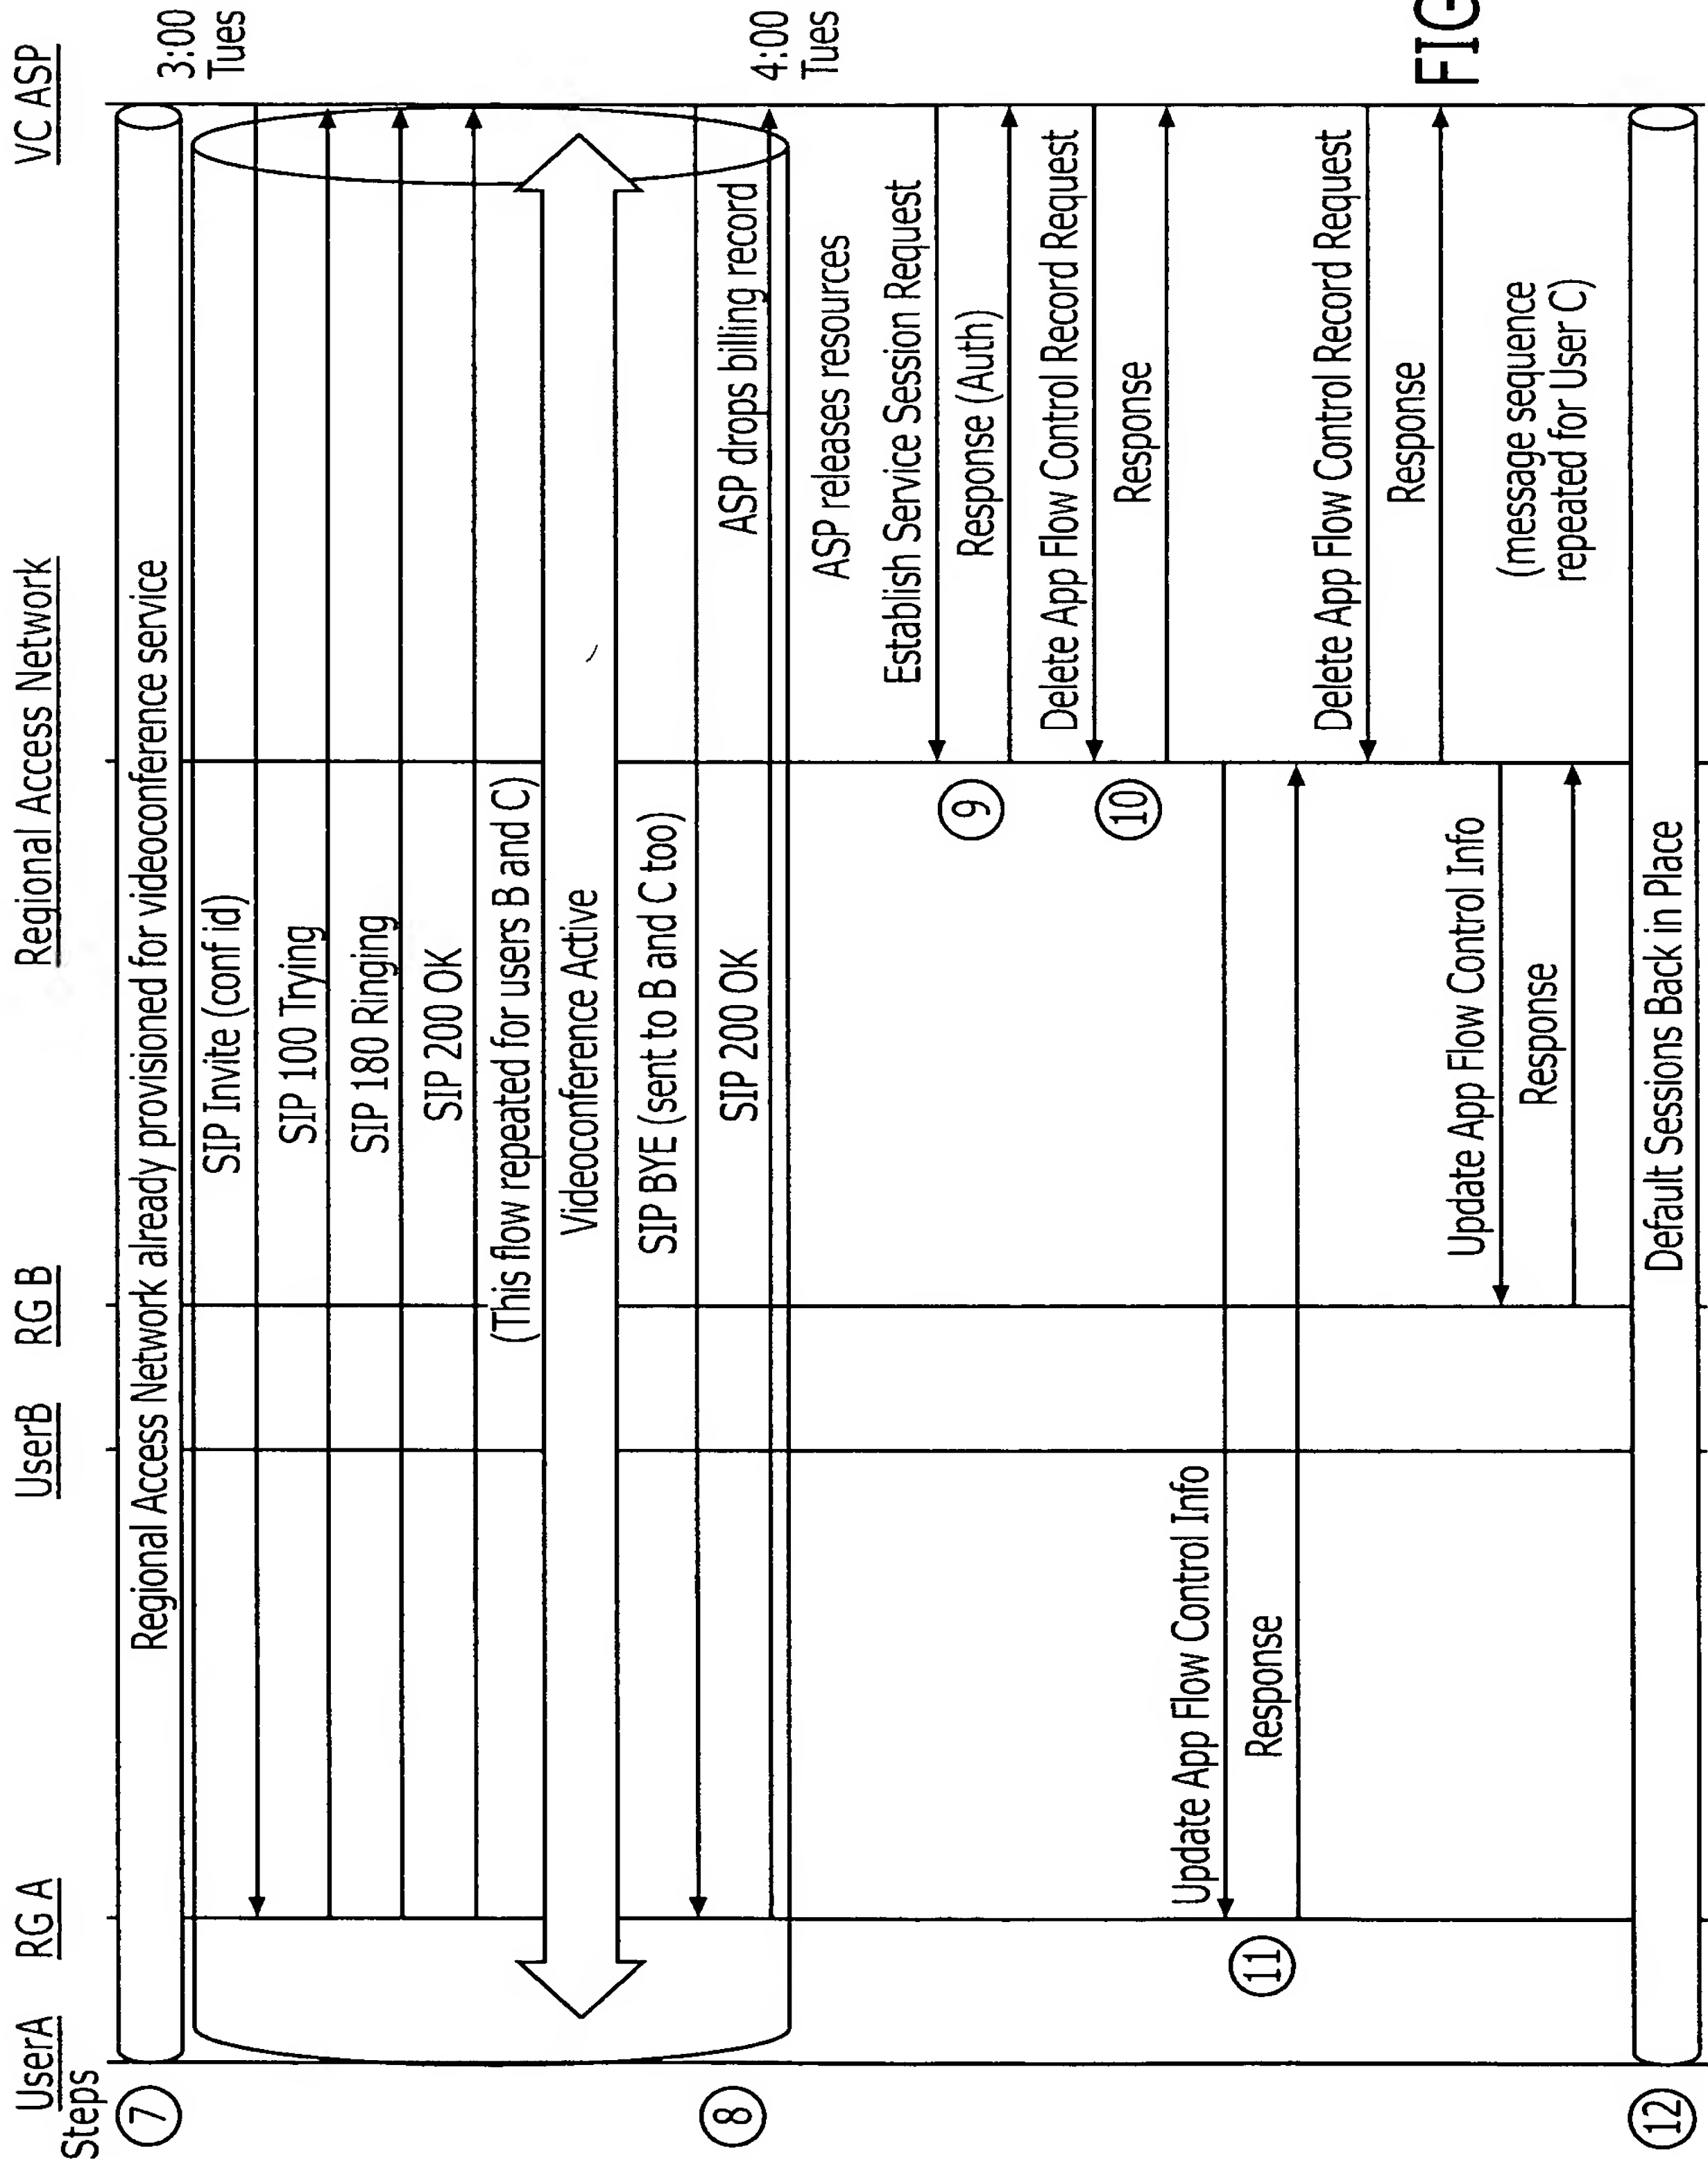 UserA
RG A
UserB
RG B
Regional Access Network
VC ASP
Steps
7
Regional Access Network already provisioned for videoconference service
3:00
Tues
SIP Invite (conf id)
SIP 100 Trying
SIP 180 Ringing
SIP 200 OK
(This flow repeated for users B and C)
Videoconference Active
SIP BYE (sent to B and C too)
8
SIP 200 OK
ASP drops billing record
4:00
Tues
ASP releases resources
Establish Service Session Request
9
Response (Auth)
Delete App Flow Control Record Request
10
Response
Update App Flow Control Info
11
Response
Delete App Flow Control Record Request
Response
Update App Flow Control Info
Response
(message sequence
repeated for User C)
12
Default Sessions Back in Place
FIG